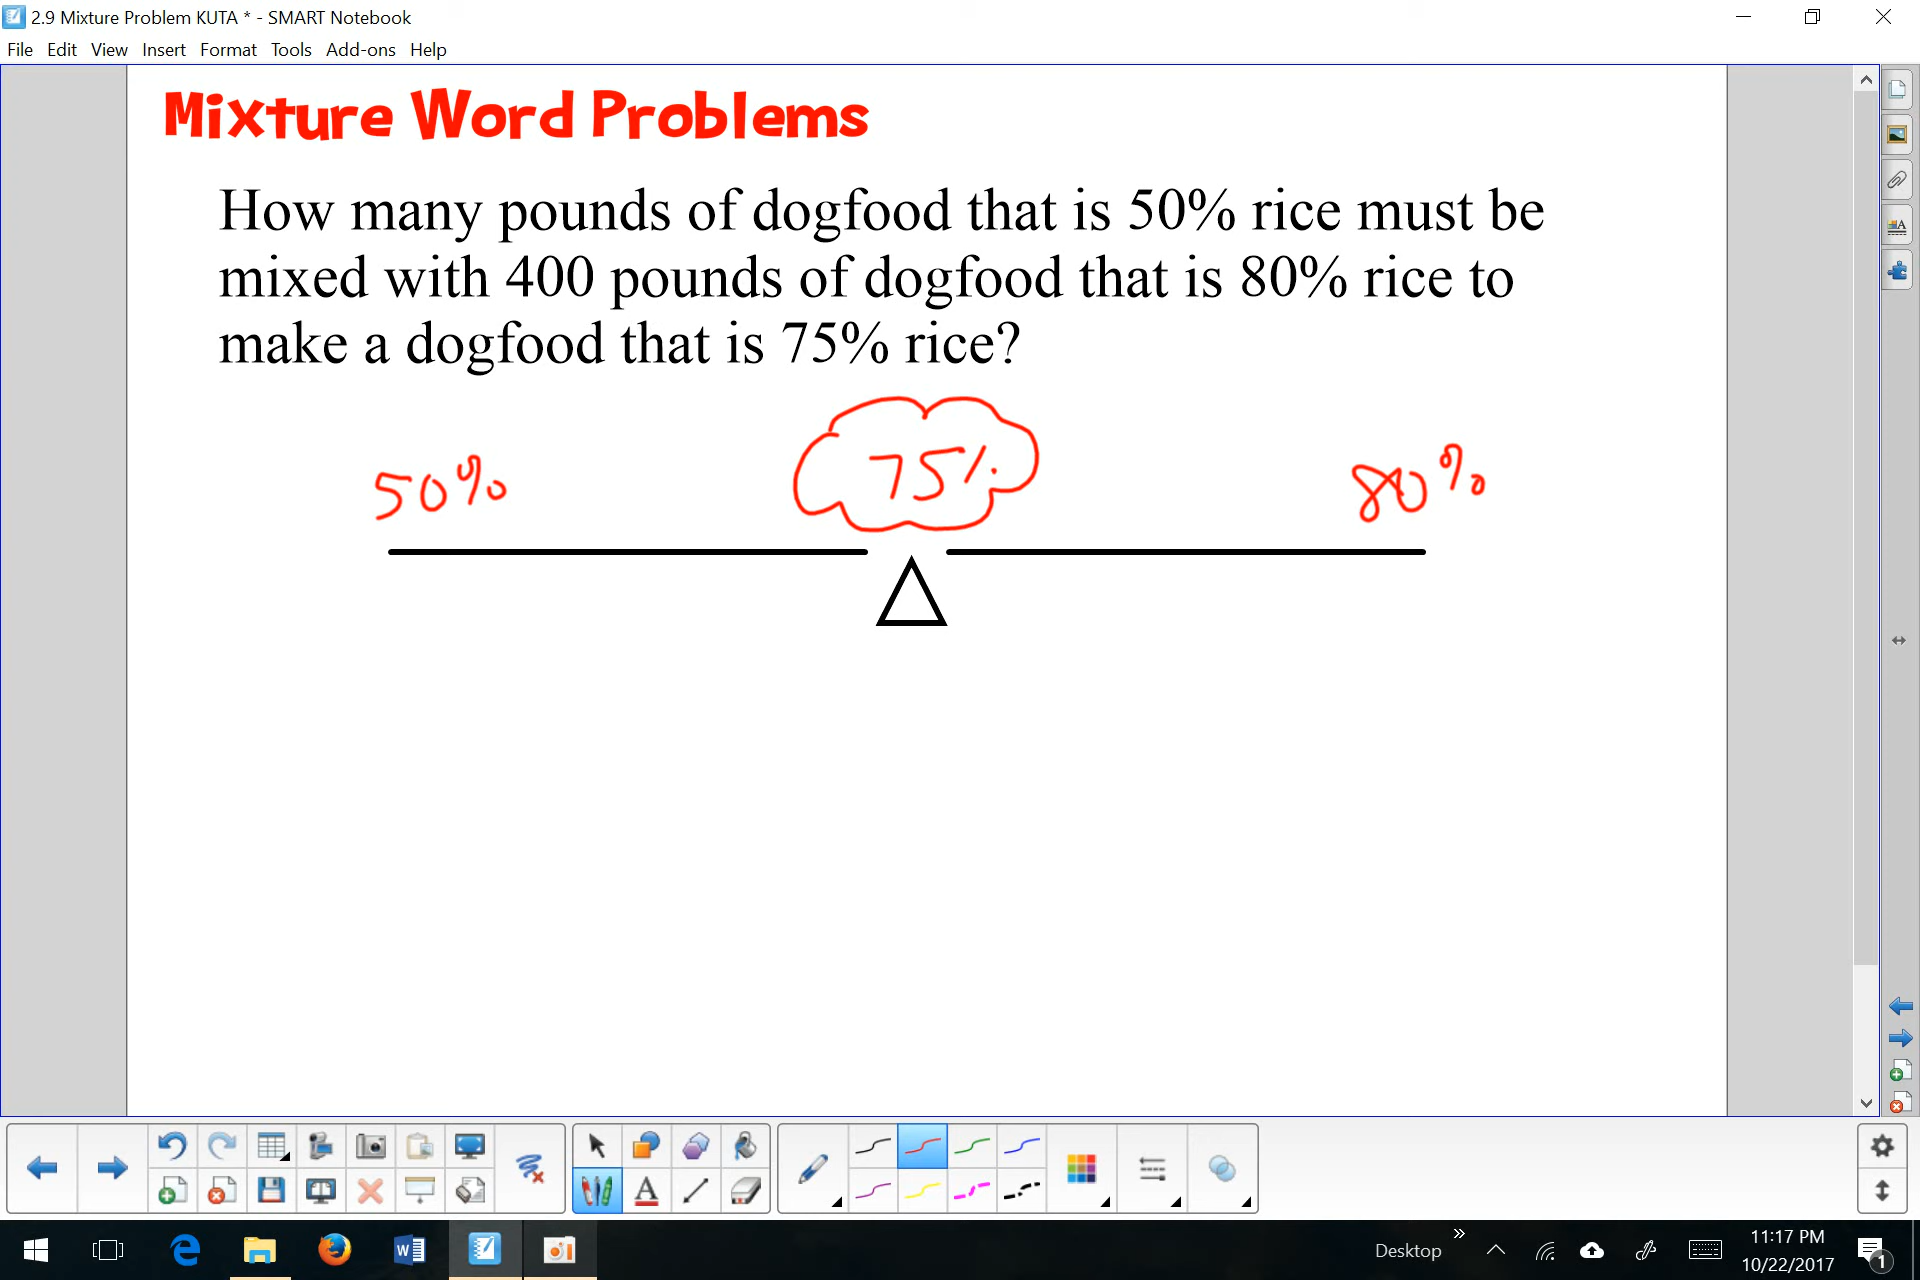 2.9 Mixture Problem KUTA * - SMART Notebook
File Edit View Insert Format Tools Add-ons Help
Mixture Word Problems
How many pounds of dogfood that is 50% rice must be
mixed with 400 pounds of dogfood that is 80% rice to
make a dogfood that is 75% rice?
50% 75% 80%
Desktop
11:17 PM
10/22/2017
1